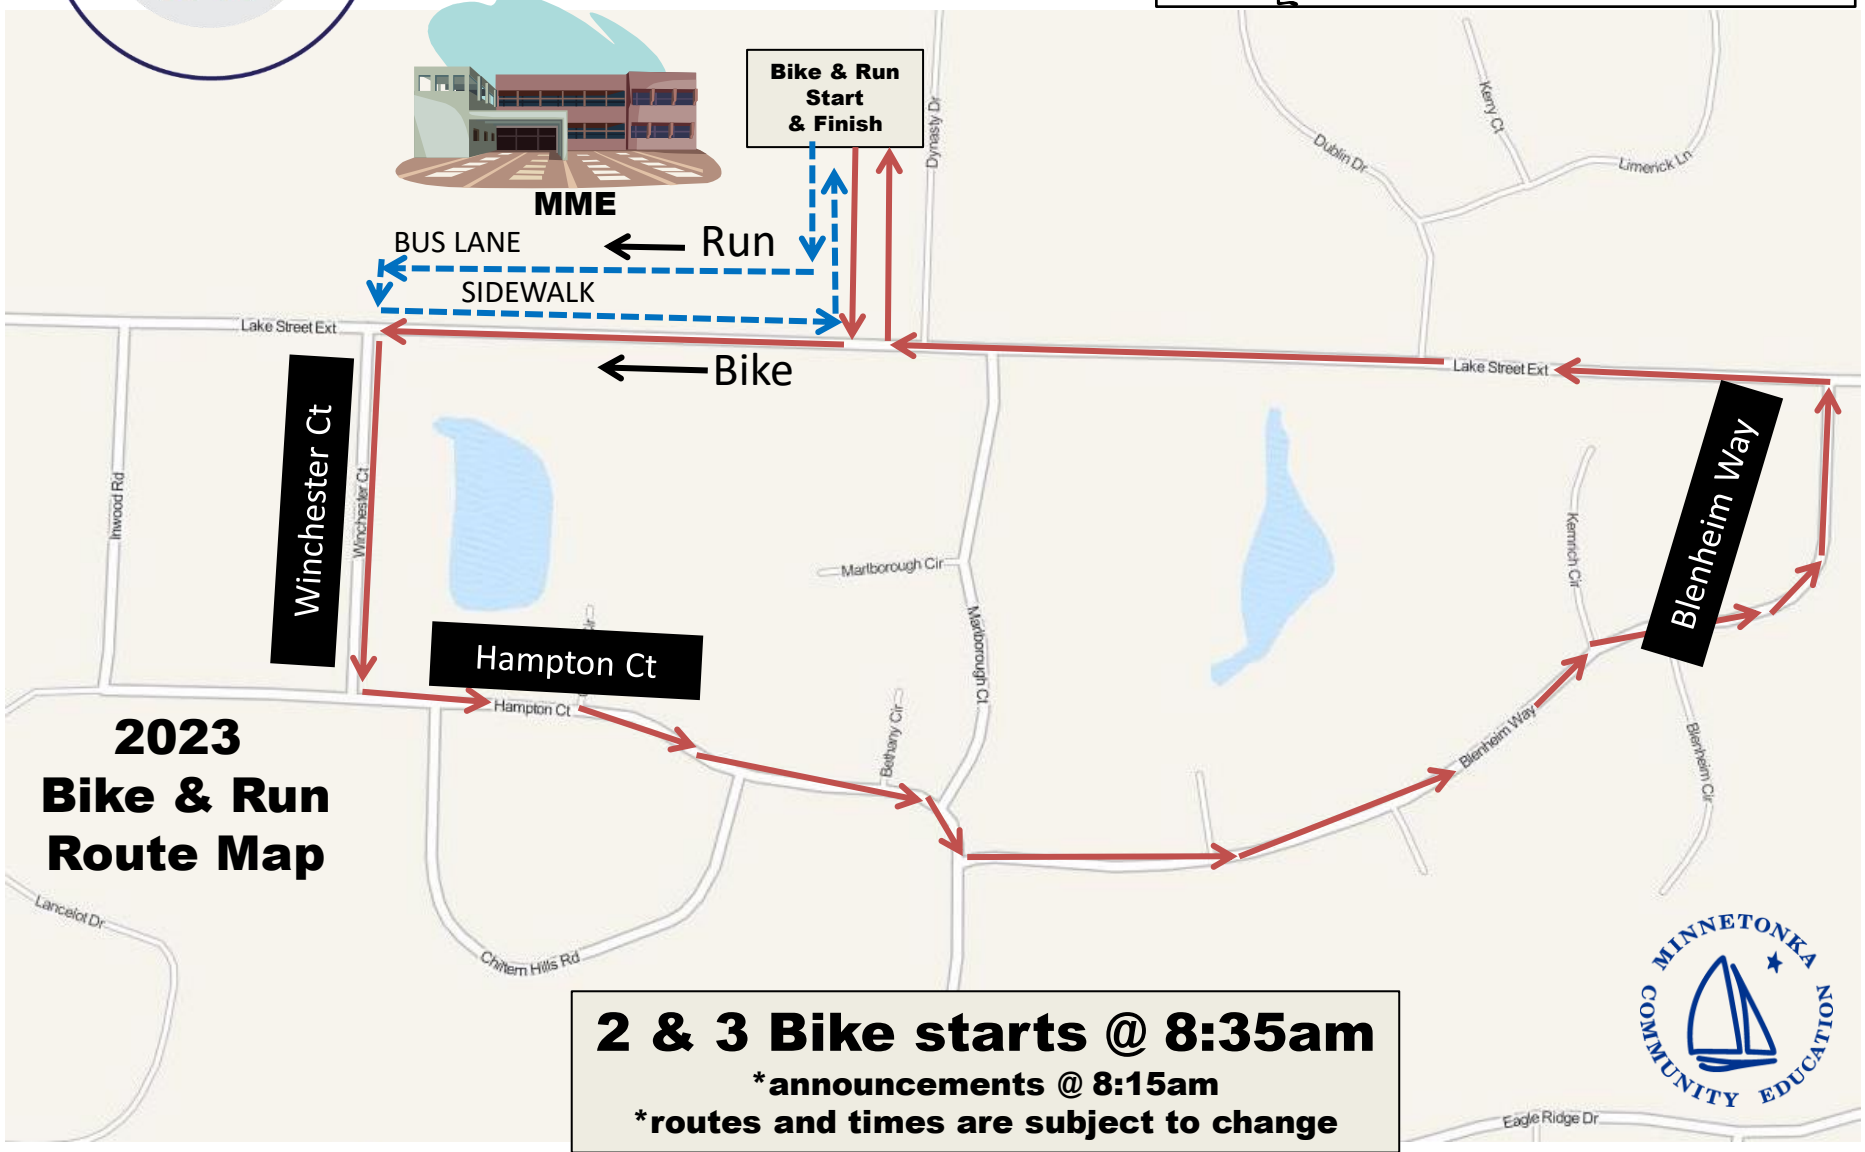 Bike & Run
Start
& Finish
Dynasty Dr
Kerry Ct
Dublin Dr
Limerick Ln
MME
BUS LANE
Run
SIDEWALK
Lake Street Ext
Bike
Lake Street Ext
Winchester Ct
Winchester Ct
Inwood Rd
Hampton Ct
Hampton Ct
Marlborough Cir
Marlborough Ct
Bethany Cir
Blenheim Way
Blenheim Way
Kemrich Cir
Blenheim Cir
2023
Bike & Run
Route Map
Lancelot Dr
Chiltern Hills Rd
2 & 3 Bike starts @ 8:35am
*announcements @ 8:15am
*routes and times are subject to change
MINNETONKA
COMMUNITY EDUCATION
Eagle Ridge Dr